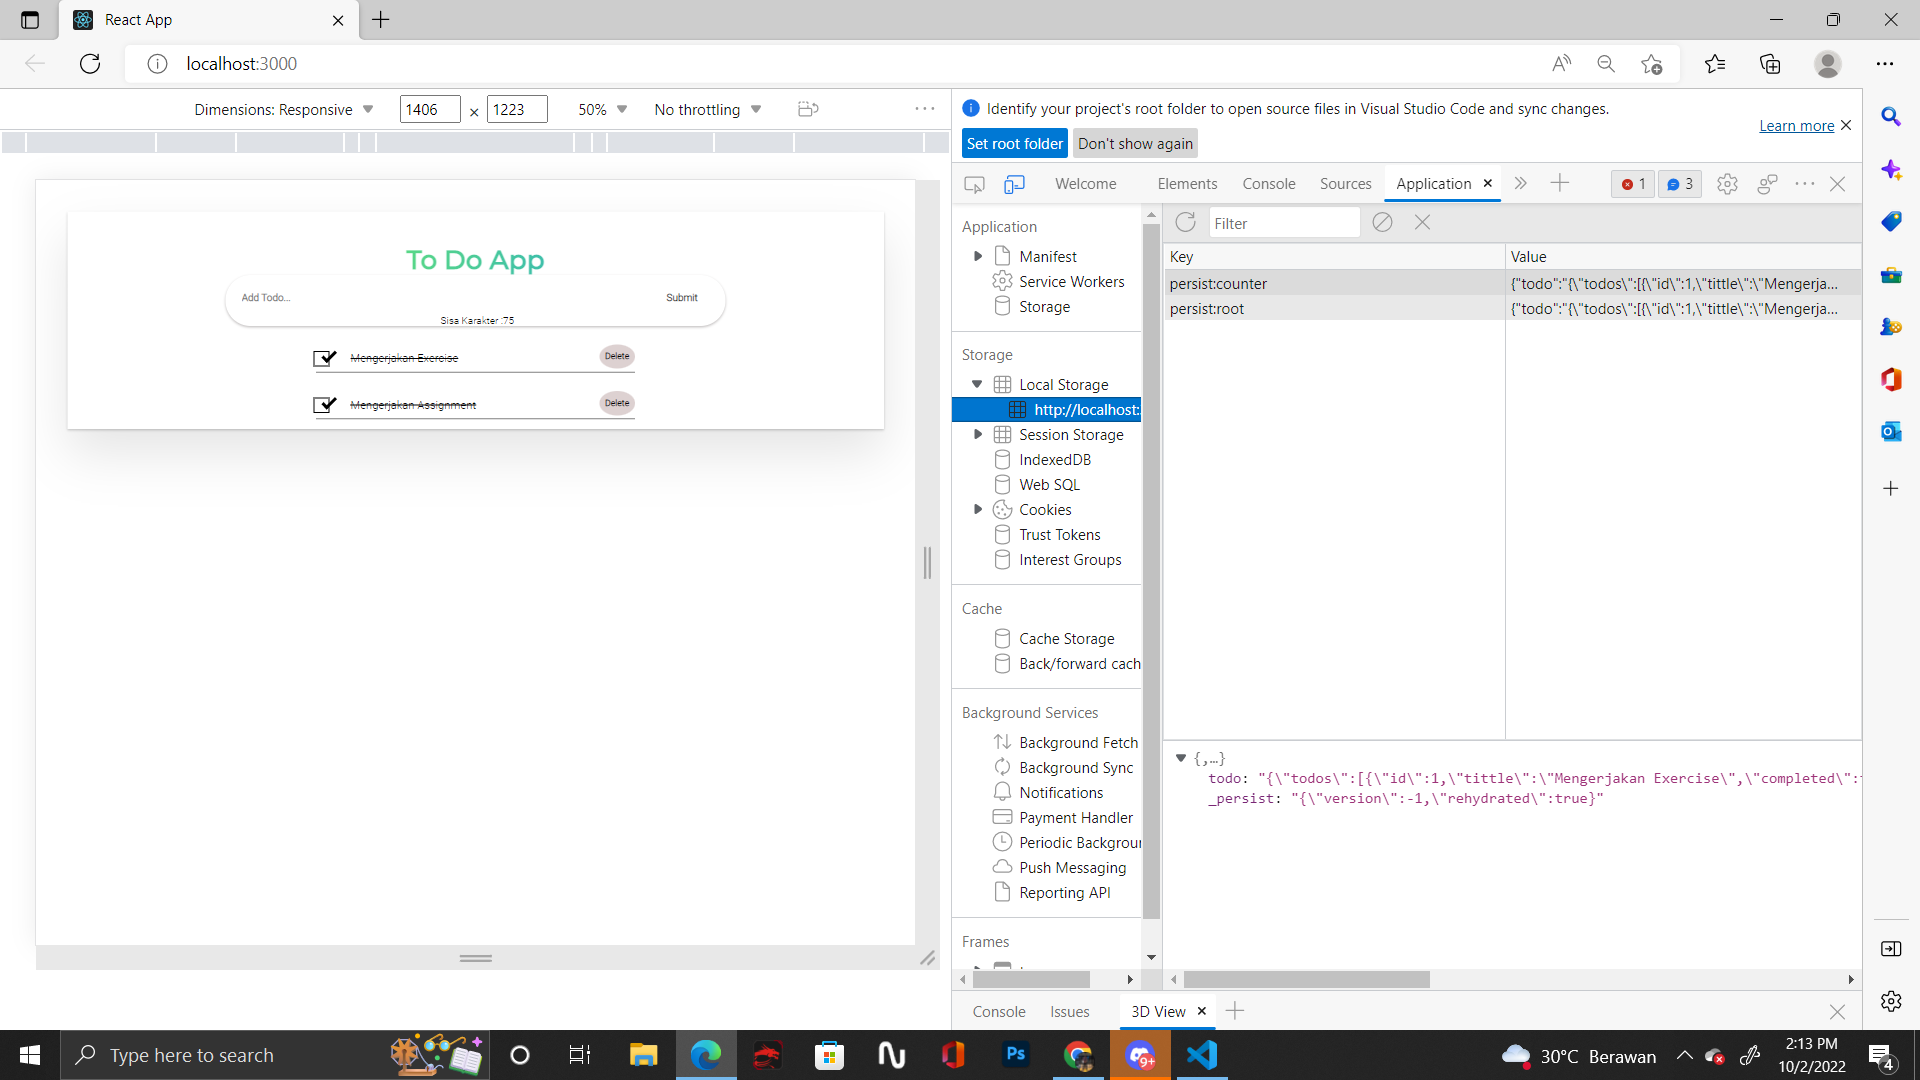 React App
localhost:3000
Dimensions: Responsive
1406
×
1223
50%
No throttling
To Do App
Add Todo...
Submit
Sisa Karakter :75
Mengerjakan Exercise
Delete
Mengerjakan Assignment
Delete
Identify your project's root folder to open source files in Visual Studio Code and sync changes.
Learn more
Set root folder
Don't show again
Welcome
Elements
Console
Sources
Application
1
3
Application
Manifest
Service Workers
Storage
Storage
Local Storage
http://localhost:
Session Storage
IndexedDB
Web SQL
Cookies
Trust Tokens
Interest Groups
Cache
Cache Storage
Back/forward cach
Background Services
Background Fetch
Background Sync
Notifications
Payment Handler
Periodic Backgrou
Push Messaging
Reporting API
Frames
Filter
Key
Value
persist:counter
{"todo":"{\"todos\":[{\"id\":1,\"tittle\":\"Mengerja...
persist:root
{"todo":"{\"todos\":[{\"id\":1,\"tittle\":\"Mengerja...
{,…}
todo: "{\"todos\":[{\"id\":1,\"tittle\":\"Mengerjakan Exercise\",\"completed\":
_persist: "{\"version\":-1,\"rehydrated\":true}"
Console
Issues
3D View
Type here to search
Ps
9+
30°C Berawan
2:13 PM
10/2/2022
4